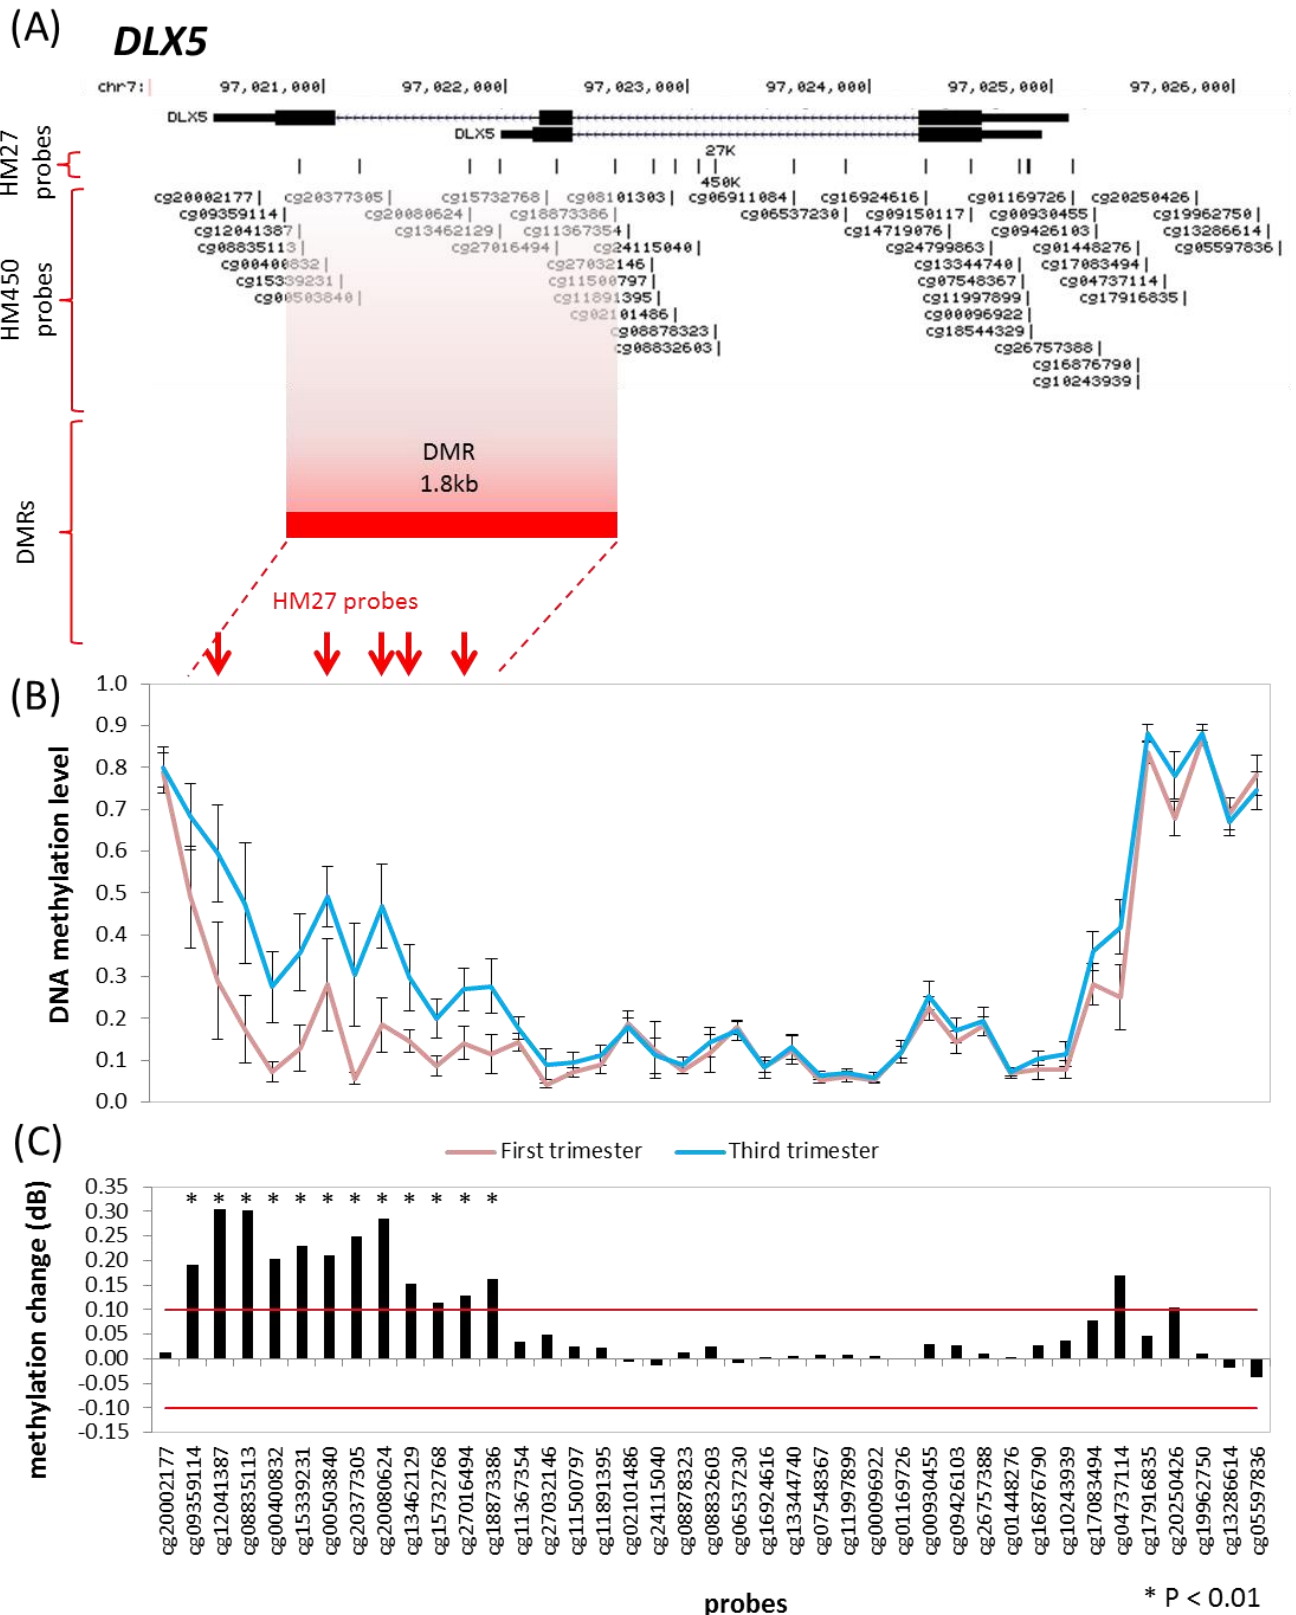 (A)
DLX5
chr7: 97,021,000 97,022,000 97,023,000 97,024,000 97,025,000 97,026,000
DLX5
DLX5
27K
HM27 probes
450K
cg20002177 cg20377305 cg15732768 cg08101303 cg06911084 cg16924616 cg01169726 cg20250426
cg09359114 cg20080624 cg18873386 cg06537230 cg09150117 cg00930455 cg19962750
cg12041387 cg13462129 cg11367354 cg14719076 cg09426103 cg13286614
cg08835113 cg27016494 cg24115040 cg24799863 cg01448276 cg05597836
cg00400832 cg27032146 cg13344740 cg17083494
cg15339231 cg11500797 cg07548367 cg04737114
cg00503840 cg11891395 cg11997899 cg17916835
cg02101486 cg00096922
cg08878323 cg18544329
cg08832603 cg26757388
cg16876790
cg10243939
HM450 probes
DMR
1.8kb
DMRs
HM27 probes
(B)
DNA methylation level
1.0
0.9
0.8
0.7
0.6
0.5
0.4
0.3
0.2
0.1
0.0
First trimester Third trimester
(C)
methylation change (dB)
0.35
0.30
0.25
0.20
0.15
0.10
0.05
0.00
-0.05
-0.10
-0.15
* * * * * * * * * * * *
cg20002177
cg09359114
cg12041387
cg08835113
cg00400832
cg15339231
cg00503840
cg20377305
cg20080624
cg13462129
cg15732768
cg27016494
cg18873386
cg11367354
cg27032146
cg11500797
cg11891395
cg02101486
cg24115040
cg08878323
cg08832603
cg06537230
cg16924616
cg13344740
cg07548367
cg11997899
cg00096922
cg01169726
cg00930455
cg09426103
cg26757388
cg01448276
cg16876790
cg10243939
cg17083494
cg04737114
cg17916835
cg20250426
cg19962750
cg13286614
cg05597836
probes
* P < 0.01